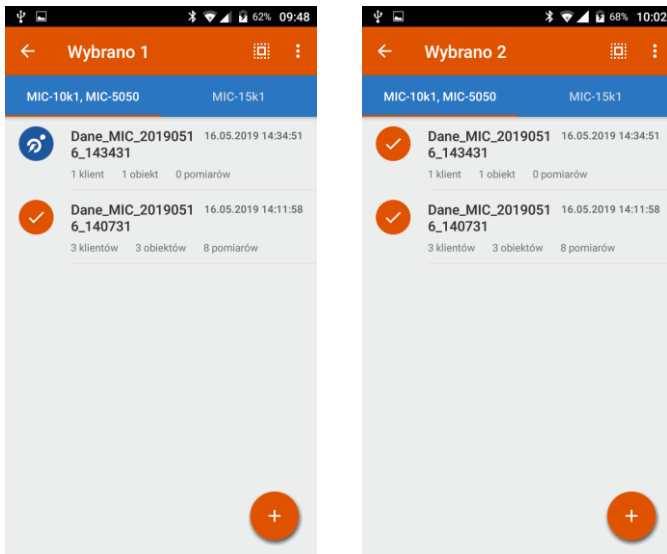 62% 09:48
Wybrano 1
MIC-10k1, MIC-5050 MIC-15k1
Dane_MIC_2019051 16.05.2019 14:34:51
6_143431
1 klient 1 obiekt 0 pomiarów
Dane_MIC_2019051 16.05.2019 14:11:58
6_140731
3 klientów 3 obiektów 8 pomiarów
+
68% 10:02
Wybrano 2
MIC-10k1, MIC-5050 MIC-15k1
Dane_MIC_2019051 16.05.2019 14:34:51
6_143431
1 klient 1 obiekt 0 pomiarów
Dane_MIC_2019051 16.05.2019 14:11:58
6_140731
3 klientów 3 obiektów 8 pomiarów
+